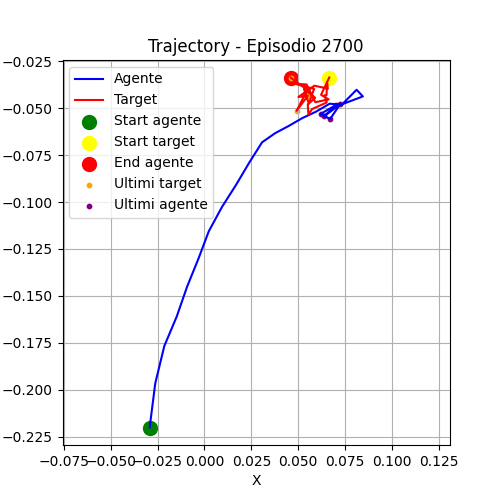 Trajectory - Episodio 2700
−0.025
−0.050
−0.075
−0.100
−0.125
−0.150
−0.175
−0.200
−0.225
Agente
Target
Start agente
Start target
End agente
Ultimi target
Ultimi agente
−0.075 −0.050 −0.025 0.000 0.025 0.050 0.075 0.100 0.125
X